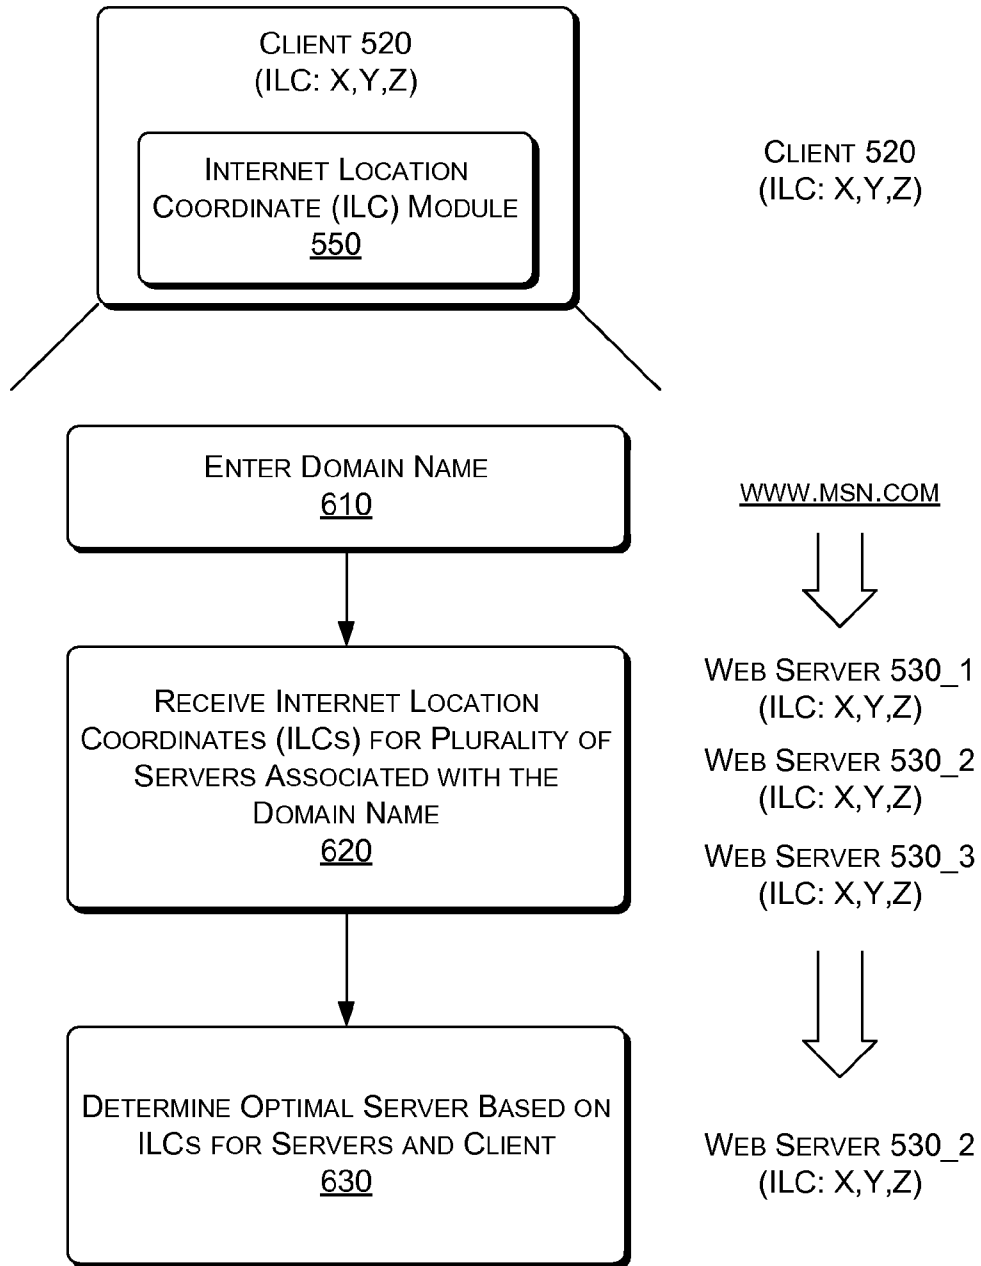 CLIENT 520
(ILC: X,Y,Z)
INTERNET LOCATION
COORDINATE (ILC) MODULE
550
CLIENT 520
(ILC: X,Y,Z)
ENTER DOMAIN NAME
610
WWW.MSN.COM
RECEIVE INTERNET LOCATION
COORDINATES (ILCS) FOR PLURALITY OF
SERVERS ASSOCIATED WITH THE
DOMAIN NAME
620
WEB SERVER 530_1
(ILC: X,Y,Z)
WEB SERVER 530_2
(ILC: X,Y,Z)
WEB SERVER 530_3
(ILC: X,Y,Z)
DETERMINE OPTIMAL SERVER BASED ON
ILCS FOR SERVERS AND CLIENT
630
WEB SERVER 530_2
(ILC: X,Y,Z)